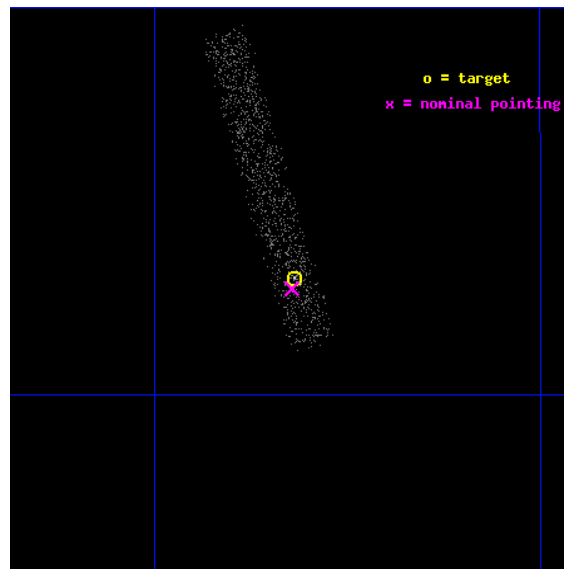 o = target
x = nominal pointing